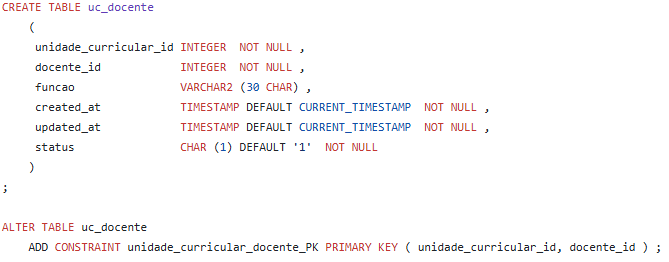 CREATE TABLE uc_docente
(
unidade_curricular_id INTEGER NOT NULL ,
docente_id INTEGER NOT NULL ,
funcao VARCHAR2 (30 CHAR) ,
created_at TIMESTAMP DEFAULT CURRENT_TIMESTAMP NOT NULL ,
updated_at TIMESTAMP DEFAULT CURRENT_TIMESTAMP NOT NULL ,
status CHAR (1) DEFAULT '1' NOT NULL
)
;
ALTER TABLE uc_docente
ADD CONSTRAINT unidade_curricular_docente_PK PRIMARY KEY ( unidade_curricular_id, docente_id ) ;